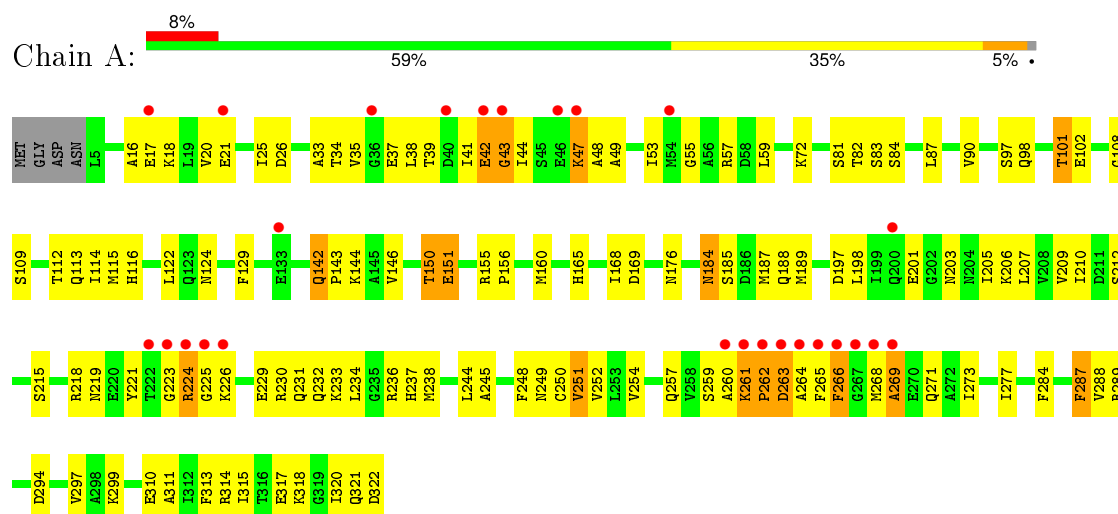 8%
Chain A:
59% 35% 5% •
MET GLY ASP ASN L5 A16 E17 K18 L19 V20 E21 I25 D26 A33 T34 V35 G36 E37 L38 T39 D40 I41 E42 G43 I44 S45 E46 K47 A48 A49 I53 M54 G55 A56 R57 D58 L59 K72 S81 T82 S83 S84 L87 V90 S97 Q98 T101 E102 G108
S109 T112 Q113 I114 M115 H116 L122 Q123 N124 F129 E133 Q142 P143 K144 A145 V146 T150 E151 R155 P156 M160 H165 I168 D169 N176 N184 S185 D186 M187 Q188 M189 D197 L198 I199 Q200 E201 G202 N203 N204 I205 K206 L207 V208 V209 I210 D211 S212
S215 R218 N219 E220 Y221 T222 G223 R224 G225 K226 E229 R230 Q231 Q232 K233 L234 G235 R236 H237 M238 L244 A245 F248 N249 C250 V251 V252 L253 V254 Q257 V258 S259 A260 K261 P262 D263 A264 F265 F266 G267 M268 A269 E270 Q271 A272 I273 I277 F284 F287 V288 R289
D294 V297 A298 K299 E310 A311 I312 F313 R314 I315 T316 E317 K318 G319 I320 Q321 D322